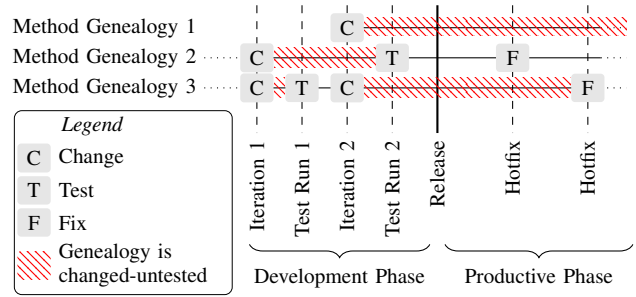 Method Genealogy 1 C
Method Genealogy 2 C T F
Method Genealogy 3 C T C F
Legend
C Change
T Test
F Fix
Genealogy is
changed-untested
Iteration 1
Test Run 1
Iteration 2
Test Run 2
Release
Hotfix
Hotfix
Development Phase
Productive Phase